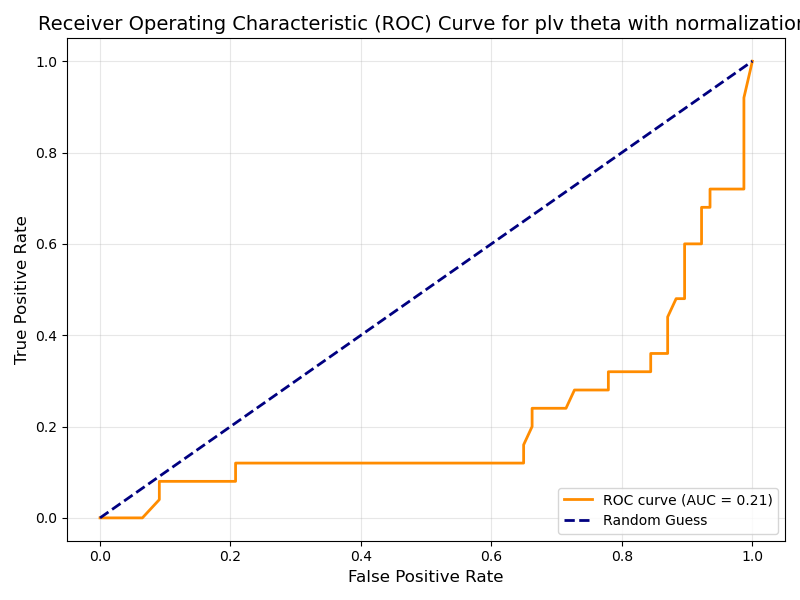 Receiver Operating Characteristic (ROC) Curve for plv theta with normalization
1.0
0.8
0.6
0.4
0.2
0.0
True Positive Rate
0.0 0.2 0.4 0.6 0.8 1.0
False Positive Rate
ROC curve (AUC = 0.21)
Random Guess